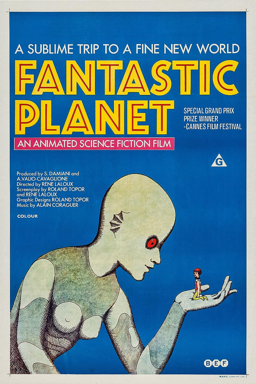 A SUBLIME TRIP TO A FINE NEW WORLD
FANTASTIC
PLANET
SPECIAL GRAND PRIX
PRIZE WINNER
-CANNES FILM FESTIVAL
AN ANIMATED SCIENCE FICTION FILM
G
Produced by S. DAMIANI and
A. VALIO-CAVAGLIONE
Directed by RENE LALOUX
Screenplay by ROLAND TOPOR
and RENE LALOUX
Graphic Designs ROLAND TOPOR
Music by ALAIN CORAGUER
COLOUR
BEF